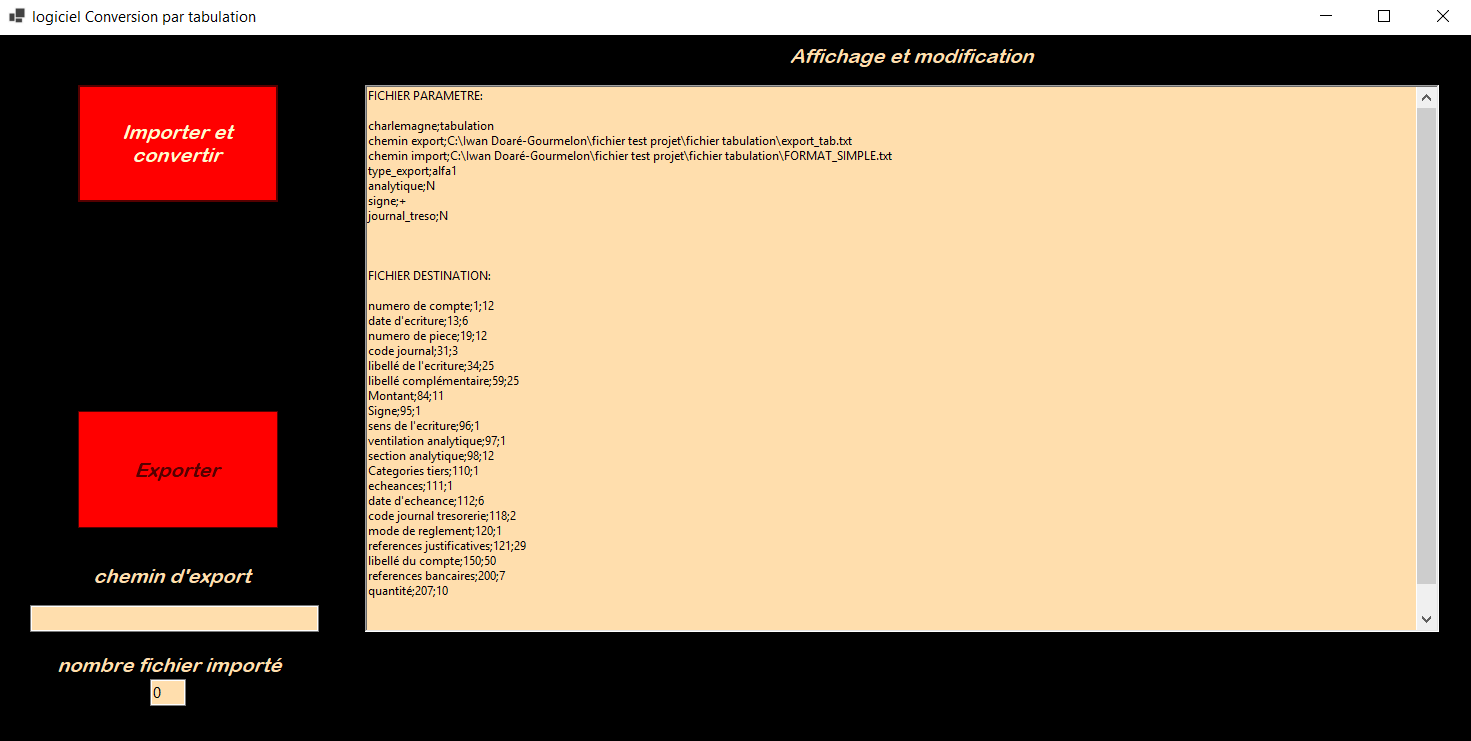 logiciel Conversion par tabulation
Affichage et modification
Importer et
convertir
FICHIER PARAMETRE:
charlemagne;tabulation
chemin export;C:\Iwan Doaré-Gourmelon\fichier test projet\fichier tabulation\export_tab.txt
chemin import;C:\Iwan Doaré-Gourmelon\fichier test projet\fichier tabulation\FORMAT_SIMPLE.txt
type_export;alfa1
analytique;N
signe;+
journal_treso;N
FICHIER DESTINATION:
numero de compte;1;12
date d'ecriture;13;6
numero de piece;19;12
code journal;31;3
libellé de l'ecriture;34;25
libellé complémentaire;59;25
Montant;84;11
Signe;95;1
sens de l'ecriture;96;1
ventilation analytique;97;1
section analytique;98;12
Categories tiers;110;1
echeances;111;1
date d'echeance;112;6
code journal tresorerie;118;2
mode de reglement;120;1
references justificatives;121;29
libellé du compte;150;50
references bancaires;200;7
quantité;207;10
Exporter
chemin d'export
nombre fichier importé
0